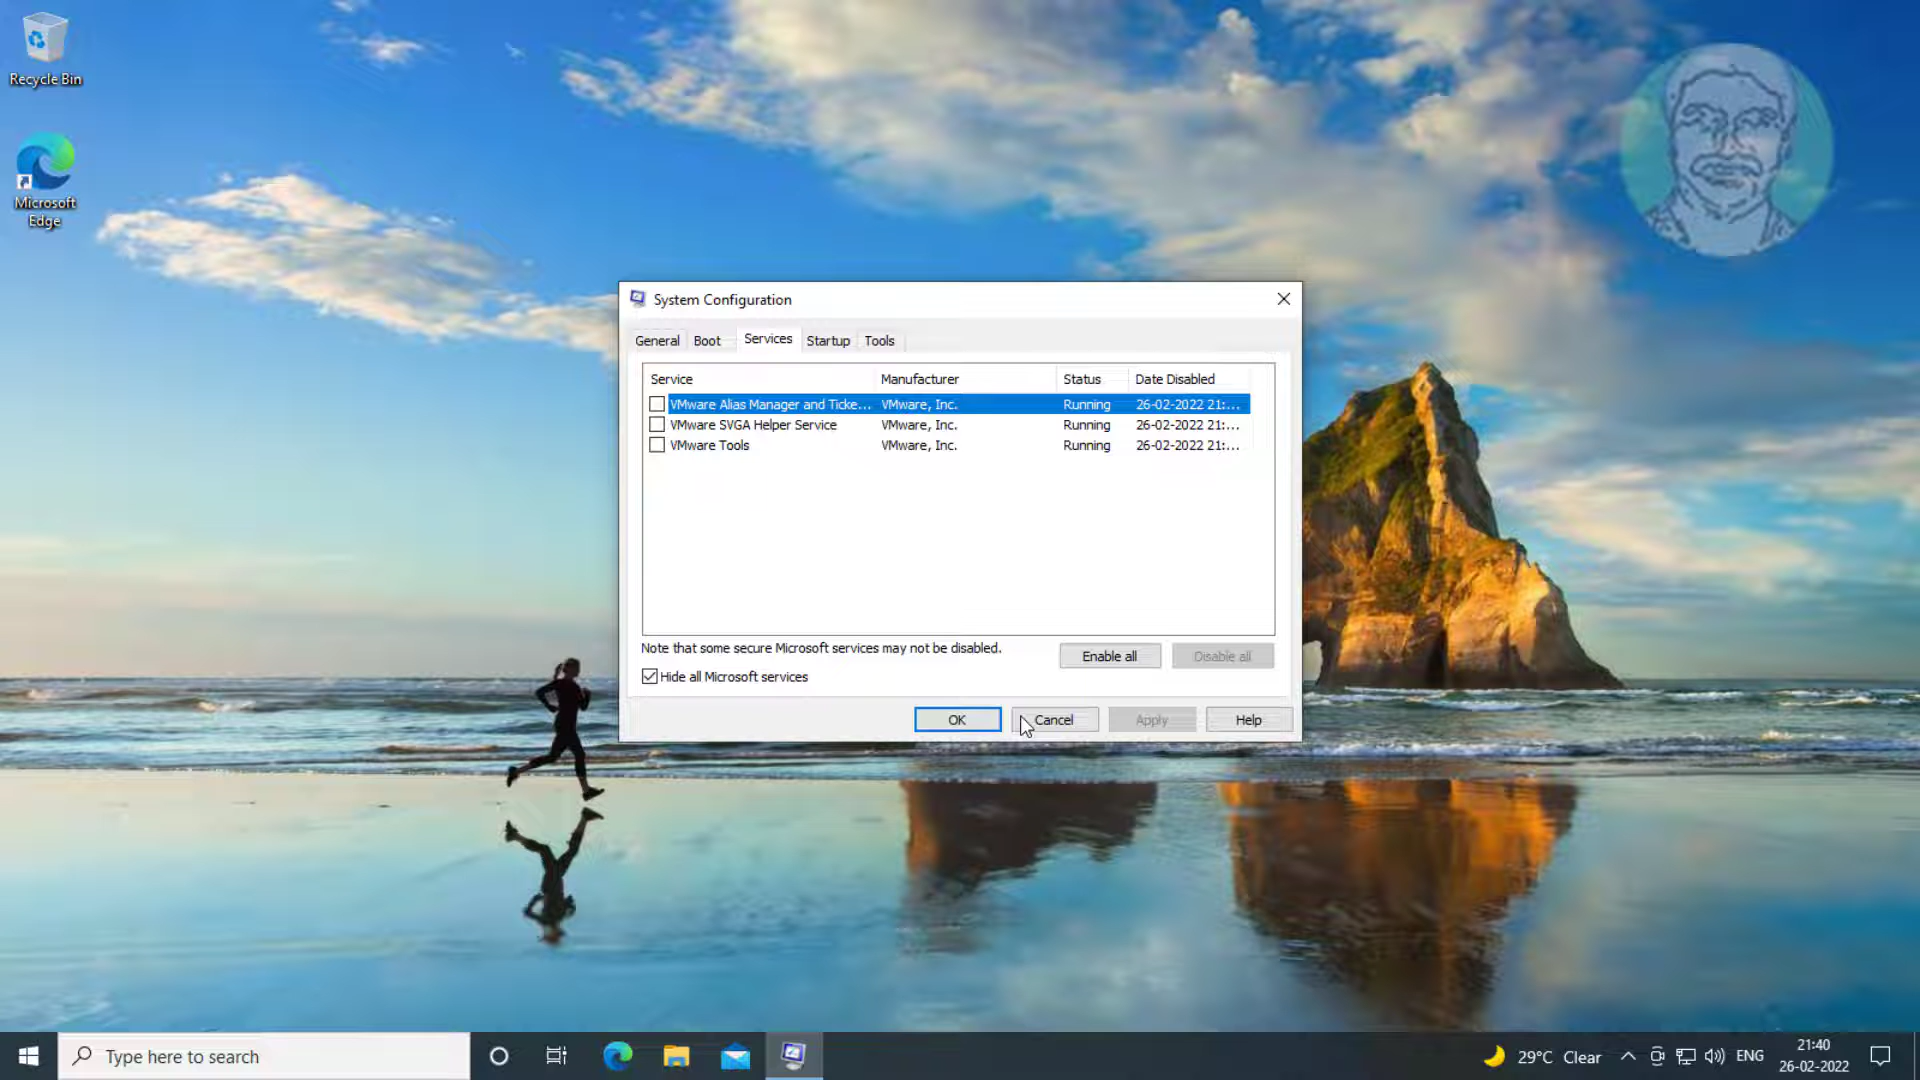 Recycle Bin
Microsoft
Edge
System Configuration
General Boot Services Startup Tools
Service Manufacturer Status Date Disabled
VMware Alias Manager and Ticke... VMware, Inc. Running 26-02-2022 21:...
VMware SVGA Helper Service VMware, Inc. Running 26-02-2022 21:...
VMware Tools VMware, Inc. Running 26-02-2022 21:...
Note that some secure Microsoft services may not be disabled.
Enable all Disable all
Hide all Microsoft services
OK Cancel Apply Help
Type here to search
29°C Clear
ENG
21:40
26-02-2022